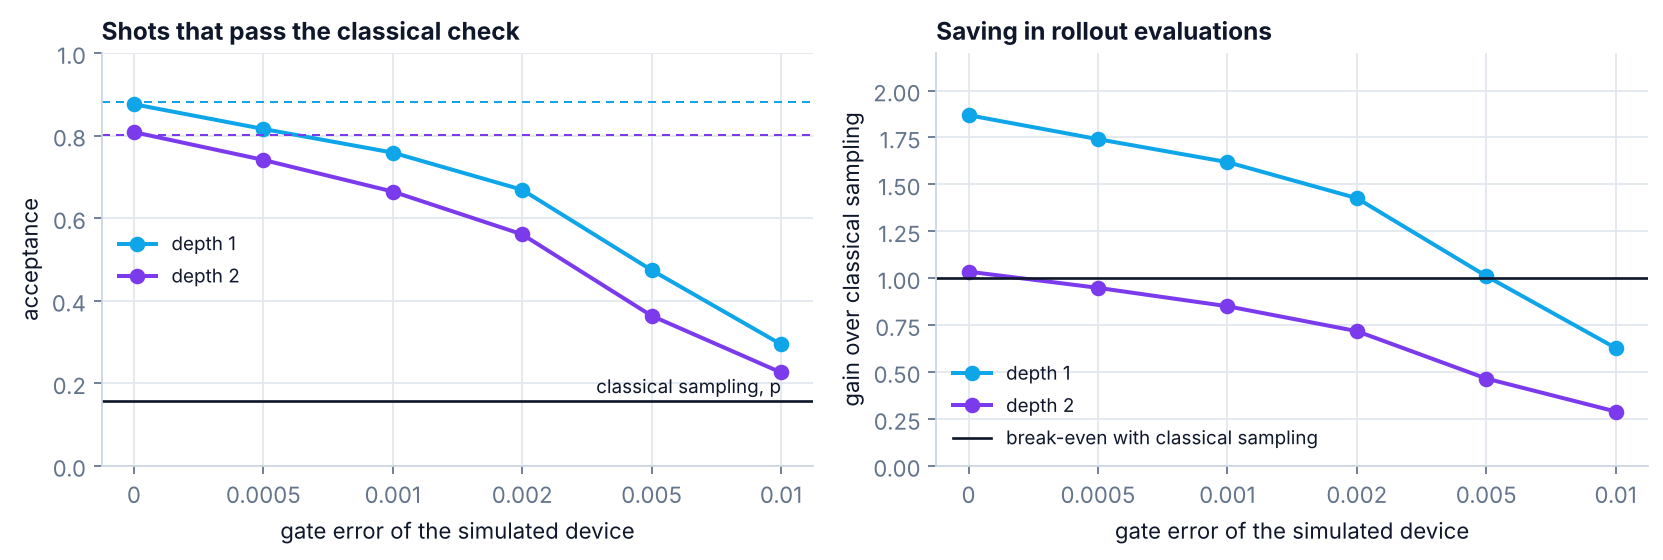 Shots that pass the classical check
acceptance
1.0
0.8
0.6
0.4
0.2
0.0
depth 1
depth 2
classical sampling, p
0 0.0005 0.001 0.002 0.005 0.01
gate error of the simulated device
Saving in rollout evaluations
gain over classical sampling
2.00
1.75
1.50
1.25
1.00
0.75
0.50
0.25
0.00
depth 1
depth 2
break-even with classical sampling
0 0.0005 0.001 0.002 0.005 0.01
gate error of the simulated device